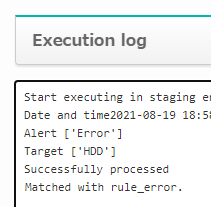 Execution log
Start executing in staging
Date and time2021-08-19 18:58
Alert ['Error']
Target ['HDD']
Successfully processed
Matched with rule_error.